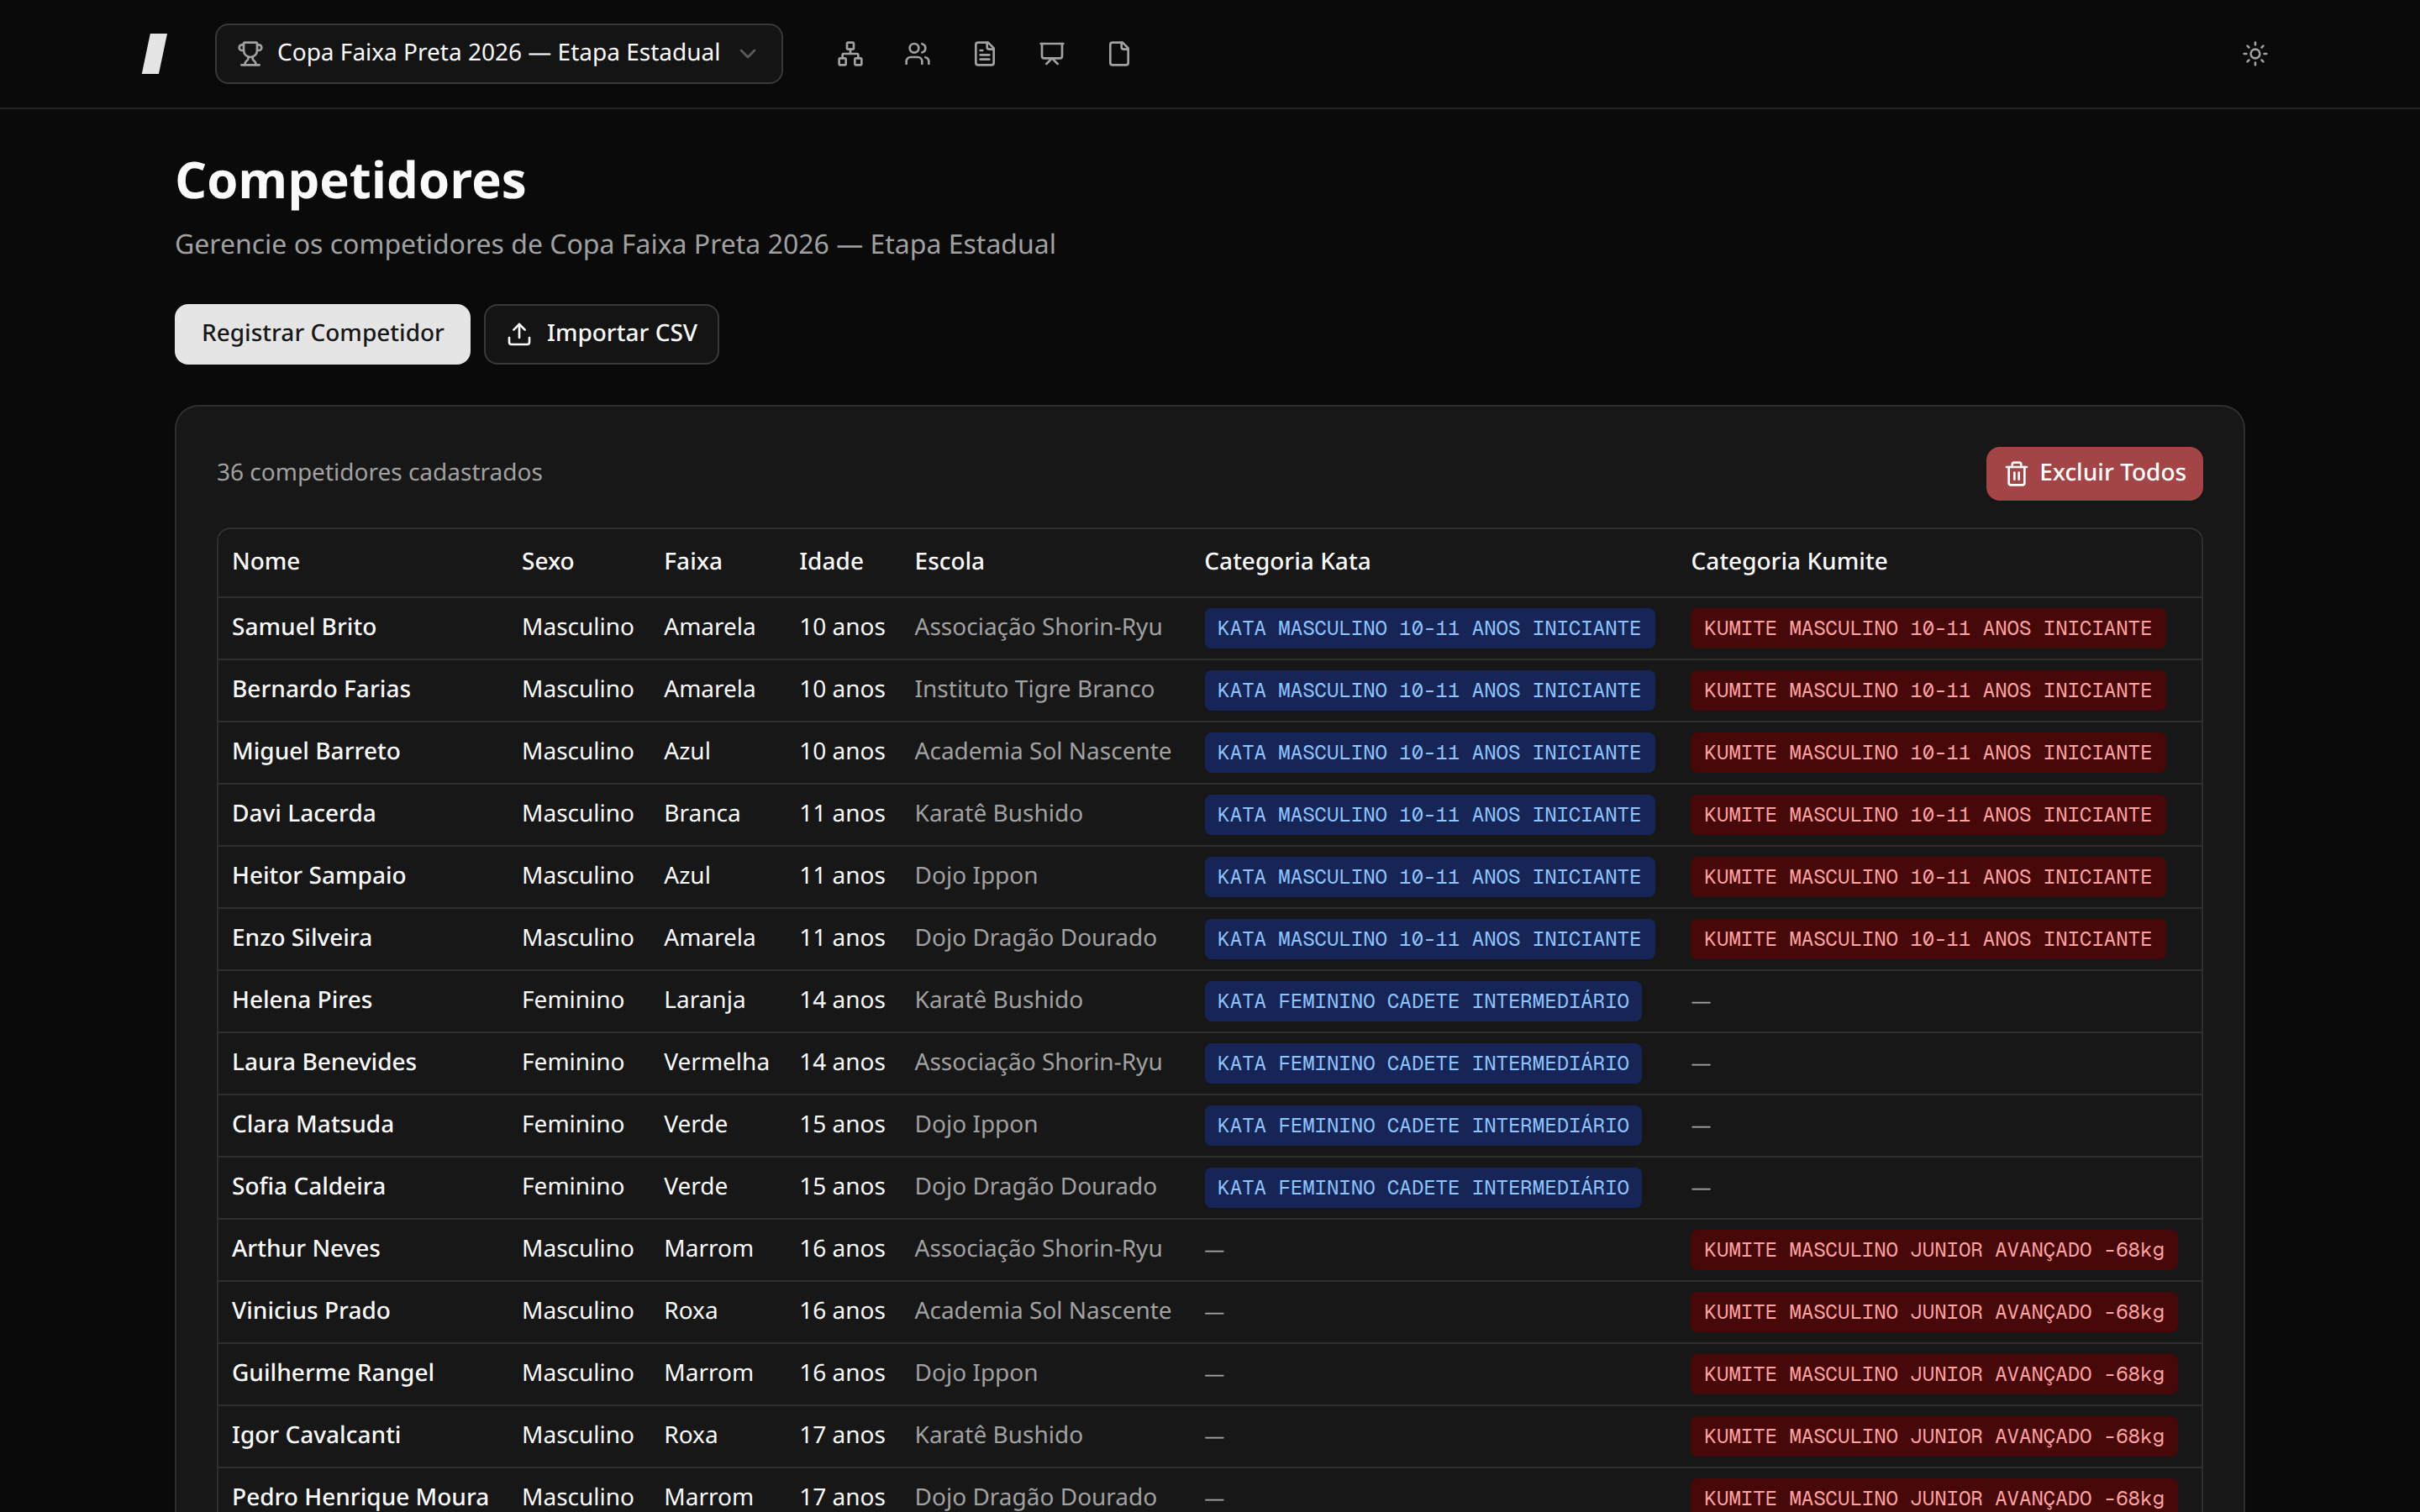 Copa Faixa Preta 2026 — Etapa Estadual
Competidores
Gerencie os competidores de Copa Faixa Preta 2026 — Etapa Estadual
Registrar Competidor Importar CSV
36 competidores cadastrados Excluir Todos
Nome Sexo Faixa Idade Escola Categoria Kata Categoria Kumite
Samuel Brito Masculino Amarela 10 anos Associação Shorin-Ryu KATA MASCULINO 10-11 ANOS INICIANTE KUMITE MASCULINO 10-11 ANOS INICIANTE
Bernardo Farias Masculino Amarela 10 anos Instituto Tigre Branco KATA MASCULINO 10-11 ANOS INICIANTE KUMITE MASCULINO 10-11 ANOS INICIANTE
Miguel Barreto Masculino Azul 10 anos Academia Sol Nascente KATA MASCULINO 10-11 ANOS INICIANTE KUMITE MASCULINO 10-11 ANOS INICIANTE
Davi Lacerda Masculino Branca 11 anos Karatê Bushido KATA MASCULINO 10-11 ANOS INICIANTE KUMITE MASCULINO 10-11 ANOS INICIANTE
Heitor Sampaio Masculino Azul 11 anos Dojo Ippon KATA MASCULINO 10-11 ANOS INICIANTE KUMITE MASCULINO 10-11 ANOS INICIANTE
Enzo Silveira Masculino Amarela 11 anos Dojo Dragão Dourado KATA MASCULINO 10-11 ANOS INICIANTE KUMITE MASCULINO 10-11 ANOS INICIANTE
Helena Pires Feminino Laranja 14 anos Karatê Bushido KATA FEMININO CADETE INTERMEDIÁRIO —
Laura Benevides Feminino Vermelha 14 anos Associação Shorin-Ryu KATA FEMININO CADETE INTERMEDIÁRIO —
Clara Matsuda Feminino Verde 15 anos Dojo Ippon KATA FEMININO CADETE INTERMEDIÁRIO —
Sofia Caldeira Feminino Verde 15 anos Dojo Dragão Dourado KATA FEMININO CADETE INTERMEDIÁRIO —
Arthur Neves Masculino Marrom 16 anos Associação Shorin-Ryu — KUMITE MASCULINO JUNIOR AVANÇADO -68kg
Vinicius Prado Masculino Roxa 16 anos Academia Sol Nascente — KUMITE MASCULINO JUNIOR AVANÇADO -68kg
Guilherme Rangel Masculino Marrom 16 anos Dojo Ippon — KUMITE MASCULINO JUNIOR AVANÇADO -68kg
Igor Cavalcanti Masculino Roxa 17 anos Karatê Bushido — KUMITE MASCULINO JUNIOR AVANÇADO -68kg
Pedro Henrique Moura Masculino Marrom 17 anos Dojo Dragão Dourado — KUMITE MASCULINO JUNIOR AVANÇADO -68kg